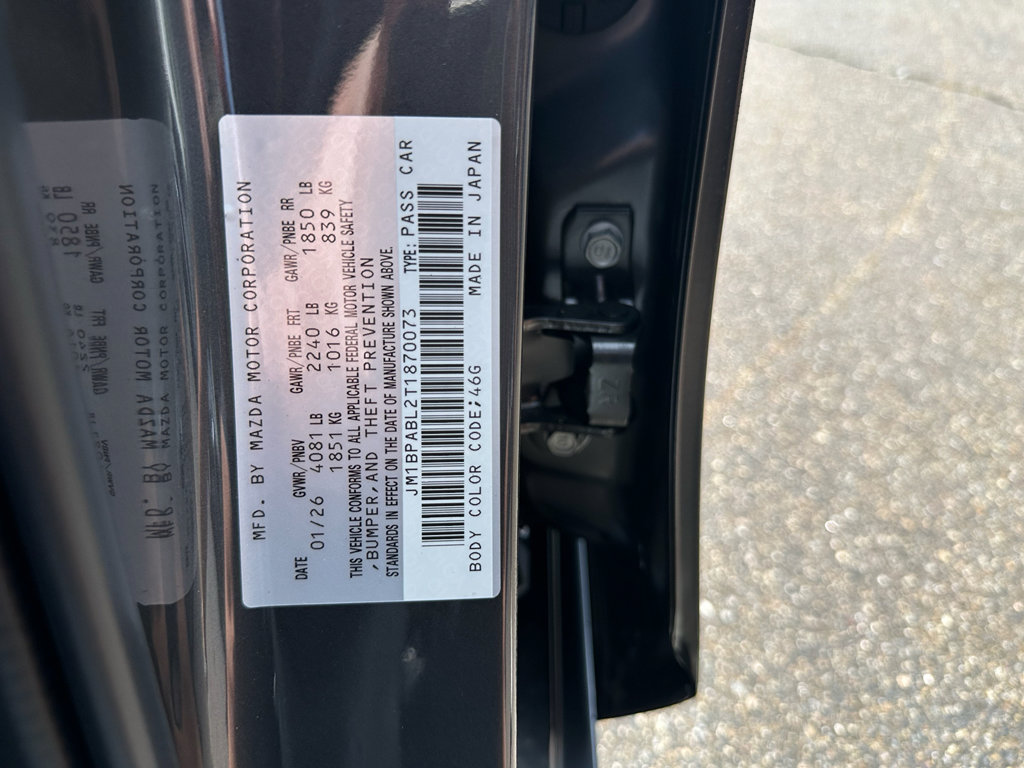 MFD. BY MAZDA MOTOR CORPORATION
DATE GVWR/PNBV GAWR/PNBE FRT GAWR/PNBE RR
01/26 4081 LB 2240 LB 1850 LB
1851 KG 1016 KG 839 KG
THIS VEHICLE CONFORMS TO ALL APPLICABLE FEDERAL MOTOR VEHICLE SAFETY
,BUMPER,AND THEFT PREVENTION
STANDARDS IN EFFECT ON THE DATE OF MANUFACTURE SHOWN ABOVE.
JM1BPABL2T1870073 TYPE: PASS CAR
BODY COLOR CODE;46G MADE IN JAPAN